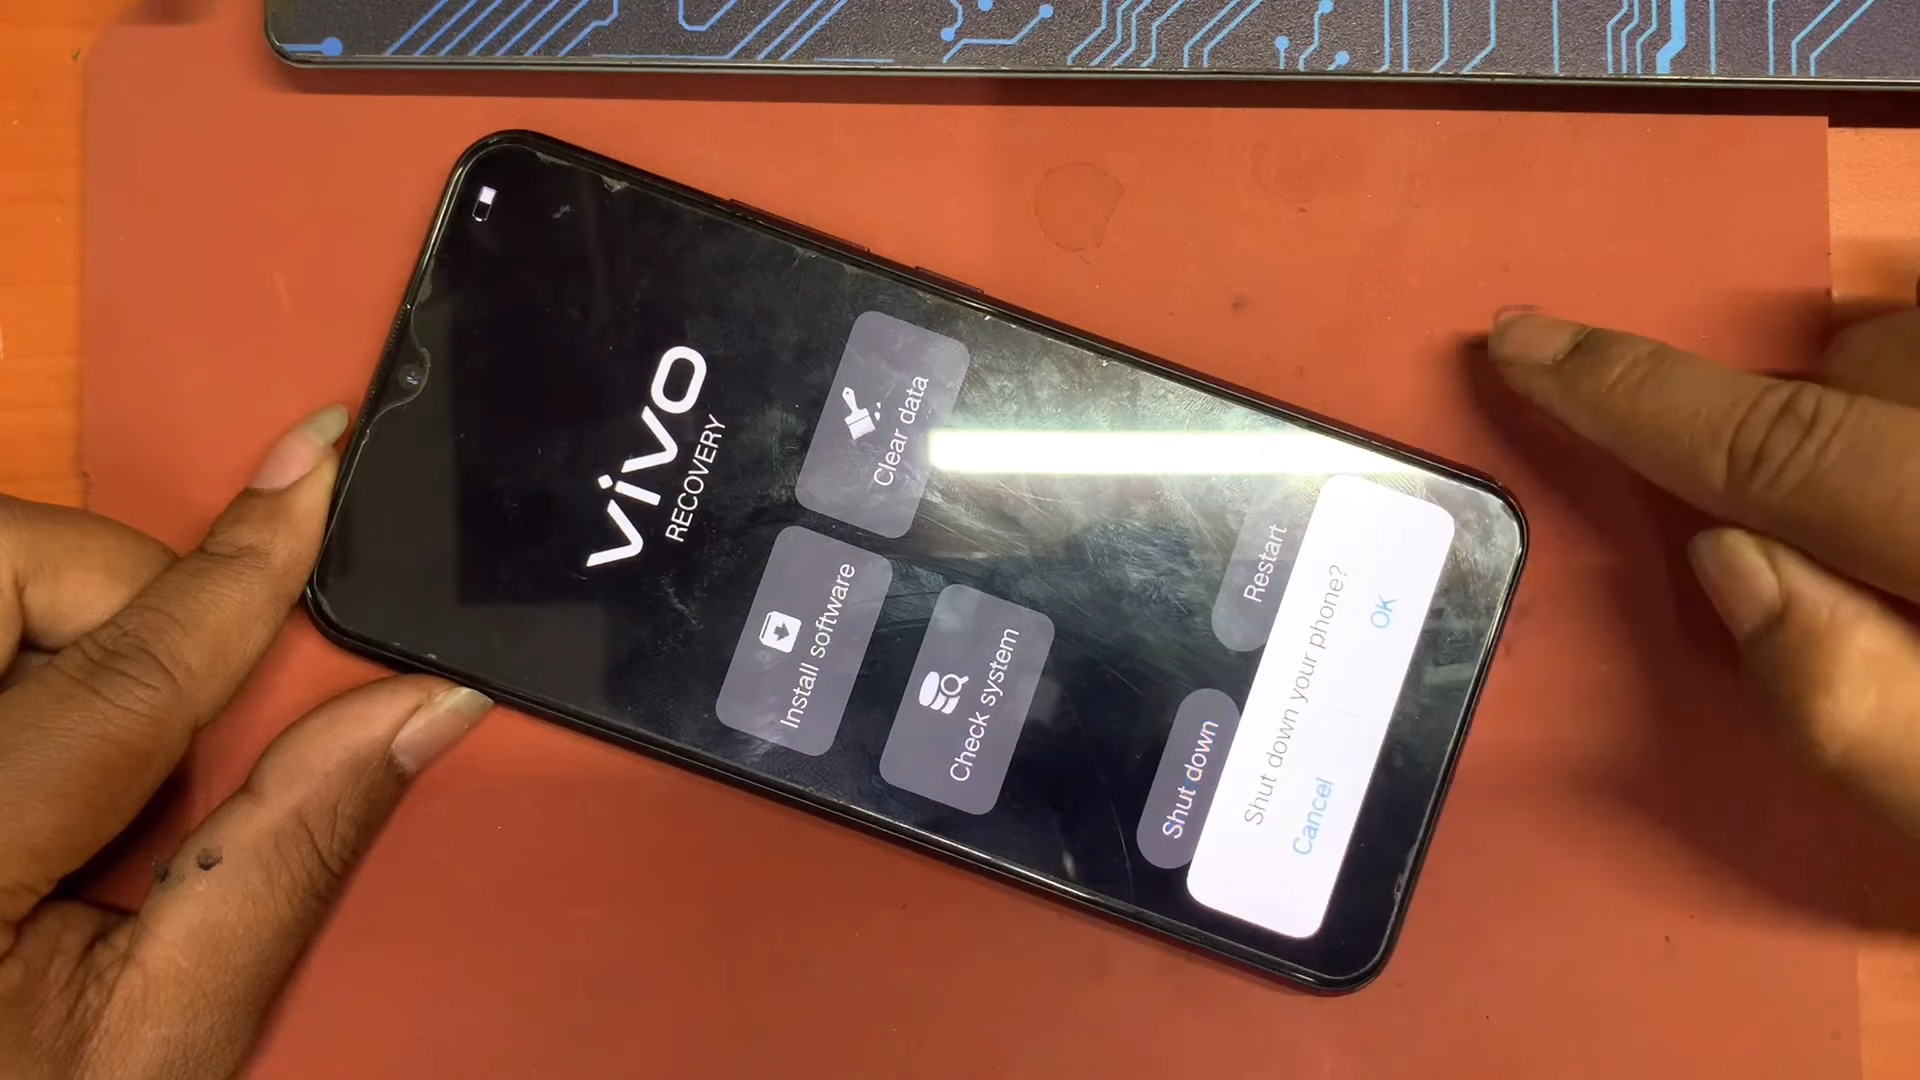 vivo
RECOVERY
Install software
Clear data
Check system
Shut down
Restart
Shut down your phone?
Cancel
OK